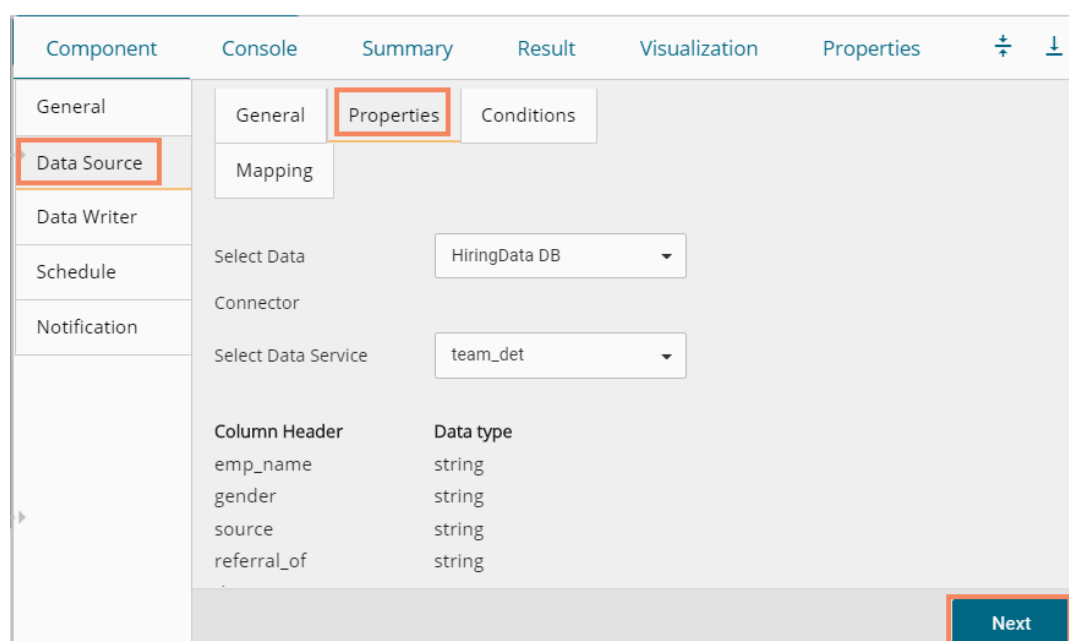 Component Console Summary Result Visualization Properties
General
Data Source
Data Writer
Schedule
Notification
General Properties Conditions
Mapping
Select Data HiringData DB
Connector
Select Data Service team_det
Column Header Data type
emp_name string
gender string
source string
referral_of string
Next